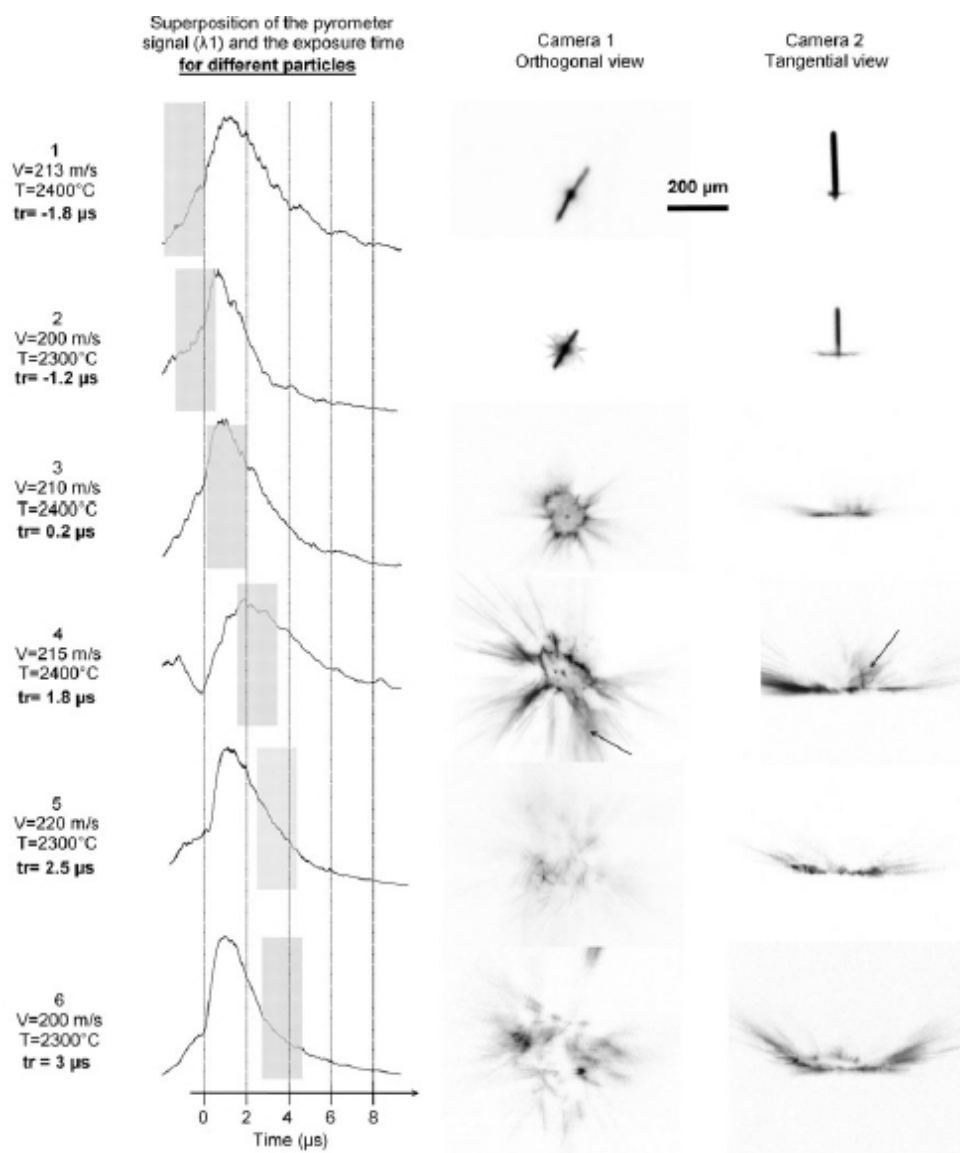 Superposition of the pyrometer
signal (λ1) and the exposure time
for different particles
Camera 1
Orthogonal view
Camera 2
Tangential view
1
V=213 m/s
T=2400°C
tr= -1.8 µs
200 µm
2
V=200 m/s
T=2300°C
tr= -1.2 µs
3
V=210 m/s
T=2400°C
tr= 0.2 µs
4
V=215 m/s
T=2400°C
tr= 1.8 µs
5
V=220 m/s
T=2300°C
tr= 2.5 µs
6
V=200 m/s
T=2300°C
tr = 3 µs
0 2 4 6 8
Time (µs)